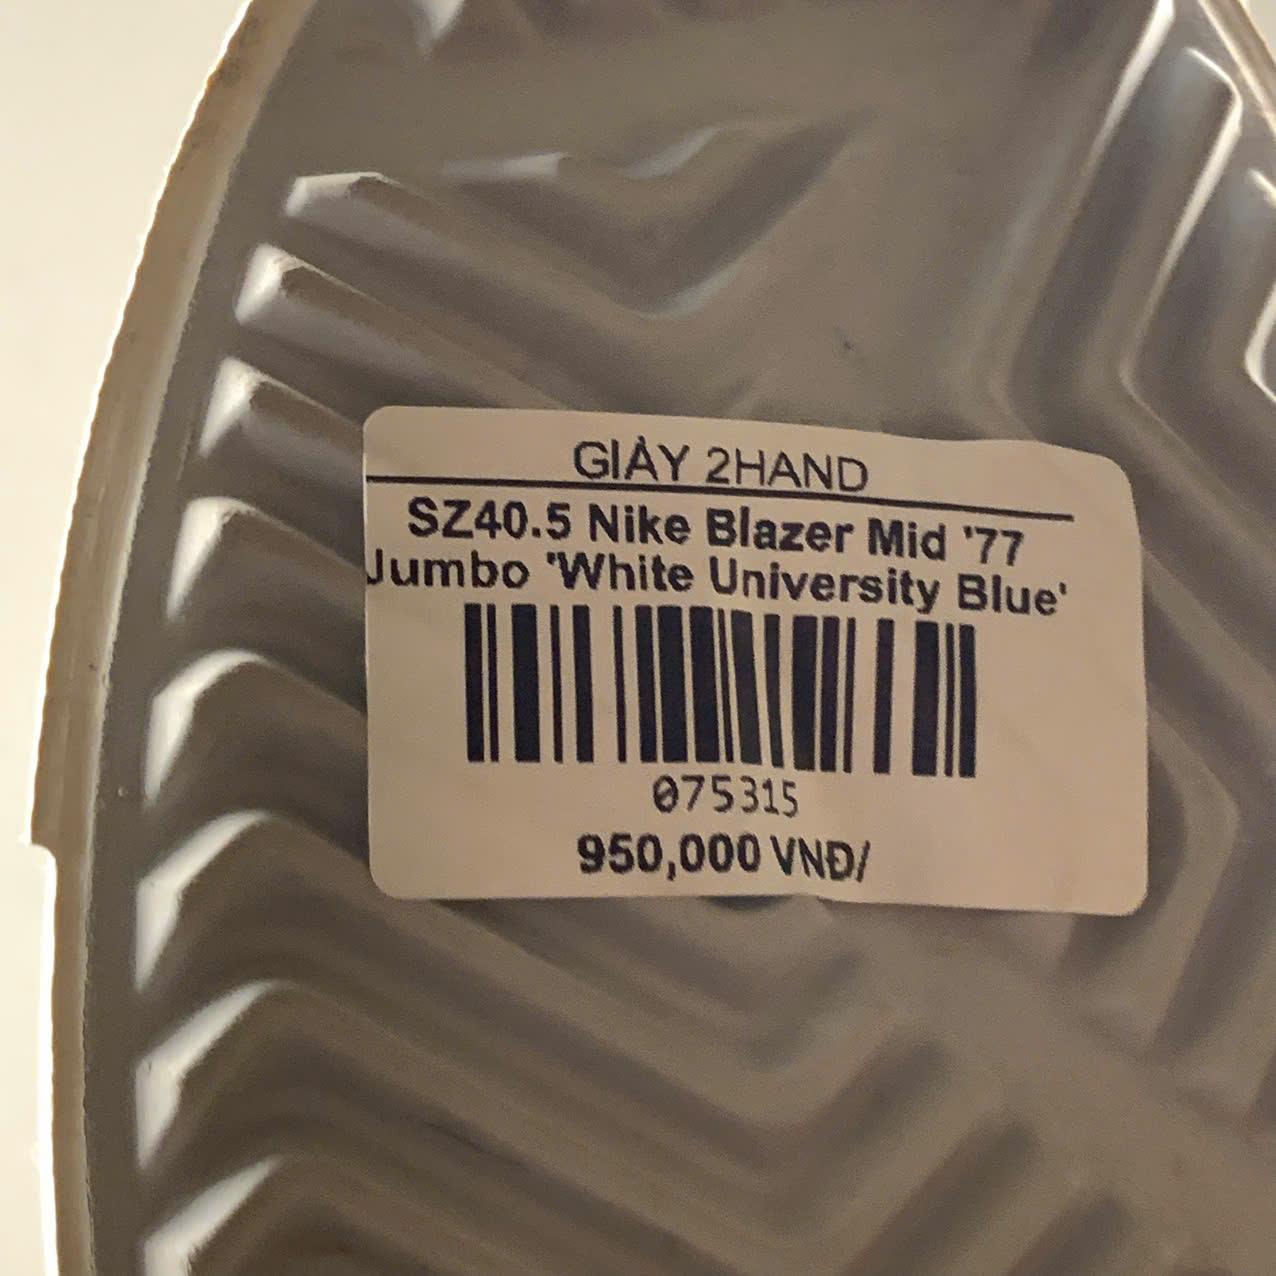 GIÀY 2HAND
SZ40.5 Nike Blazer Mid '77
Jumbo 'White University Blue'
075315
950,000 VNĐ/